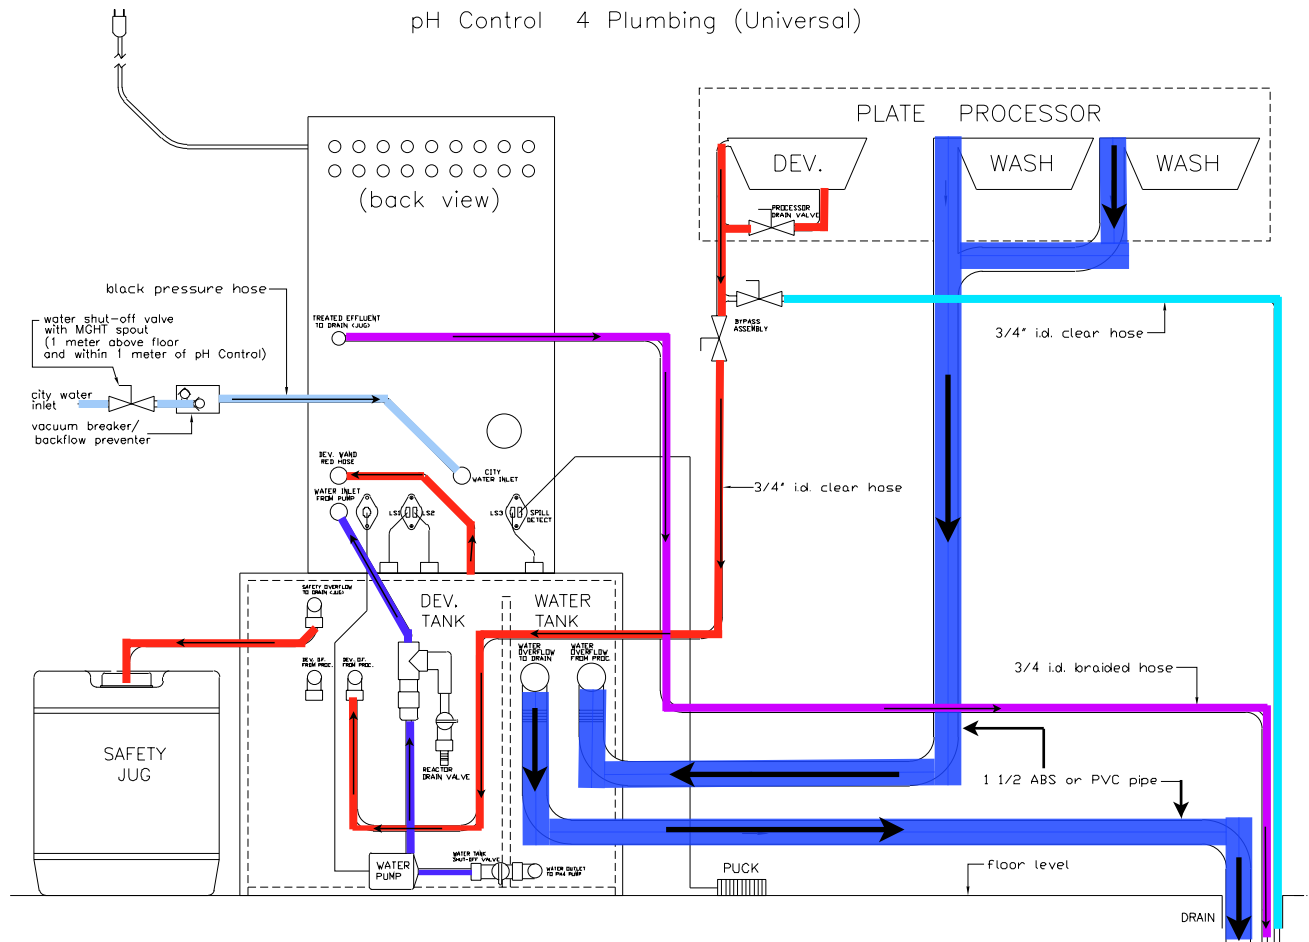 pH Control 4 Plumbing (Universal)
PLATE PROCESSOR
DEV.
WASH
WASH
PROCESSOR
DRAIN VALVE
(back view)
black pressure hose
water shut-off valve
with MGHT spout
(1 meter above floor
and within 1 meter of pH Control)
TREATED EFFLUENT
TO DRAIN (JUG)
BYPASS
ASSEMBLY
3/4" i.d. clear hose
city water
inlet
vacuum breaker/
backflow preventer
DEV. WAND
RED HOSE
CITY
WATER INLET
WATER INLET
FROM PUMP
LS1
LS2
LS3
SPILL
DETECT
3/4" i.d. clear hose
SAFETY OVERFLOW
TO DRAIN (JUG)
DEV.
TANK
WATER
TANK
WATER
OVERFLOW
TO DRAIN
WATER
OVERFLOW
FROM PROC.
DEV. O.F.
FROM PROC.
DEV. O.F.
FROM PROC.
3/4 i.d. braided hose
SAFETY
JUG
REACTOR
DRAIN VALVE
1 1/2 ABS or PVC pipe
WATER
PUMP
WATER TANK
SHUT-OFF VALVE
WATER OUTLET
TO PH4 PUMP
PUCK
floor level
DRAIN